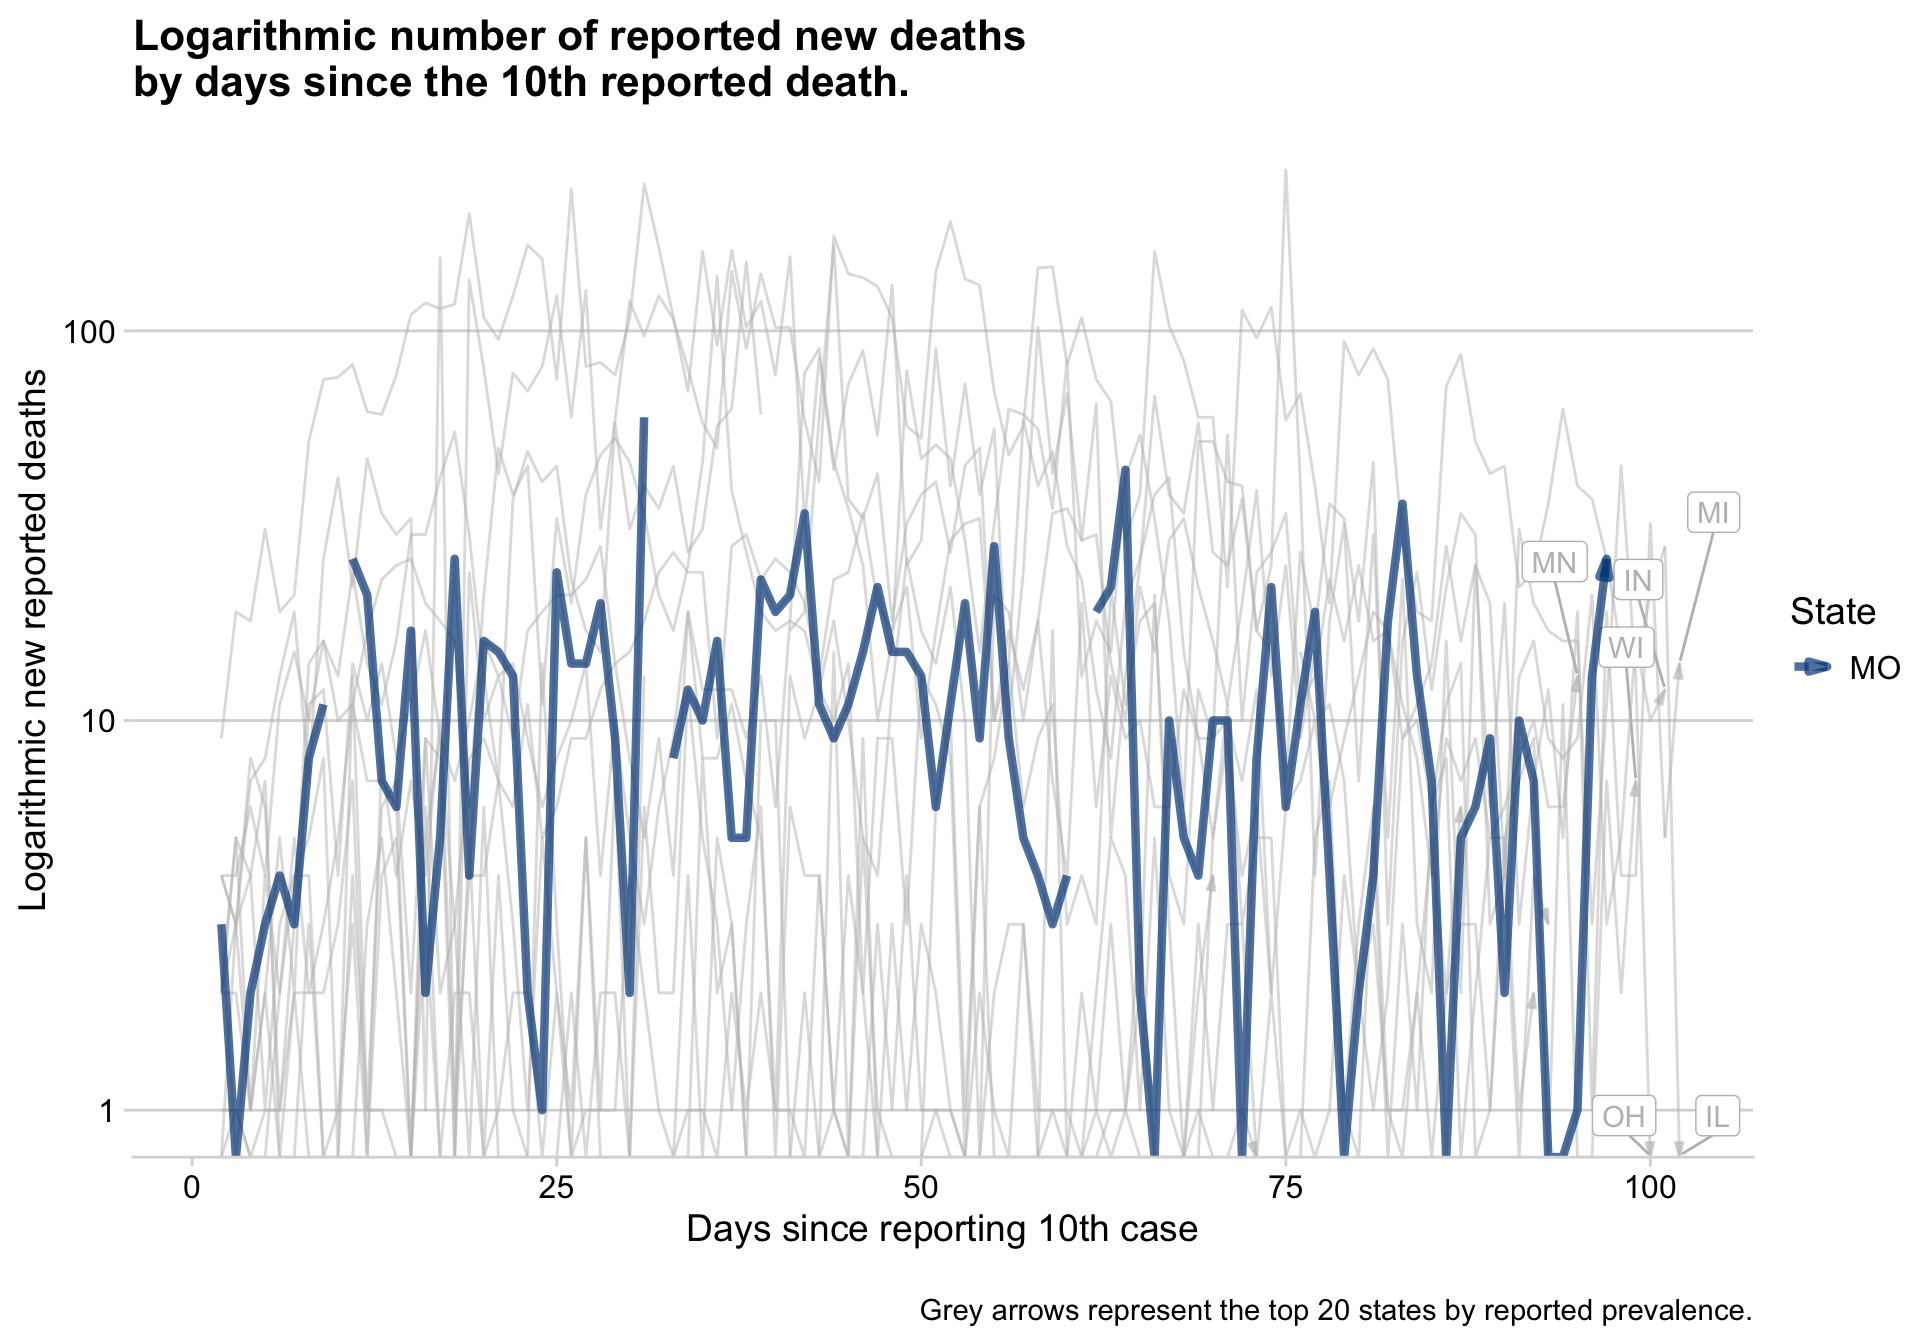 Logarithmic number of reported new deaths
by days since the 10th reported death.
Logarithmic new reported deaths
100
10
1
MI
MN
IN
WI
OH
IL
State
MO
0
25
50
75
100
Days since reporting 10th case
Grey arrows represent the top 20 states by reported prevalence.